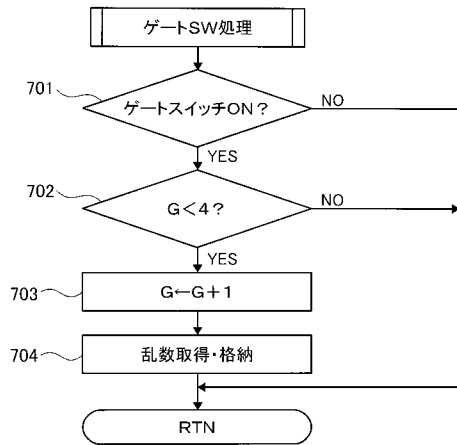 ゲートSW処理
701
ゲートスイッチON?
NO
YES
702
G<4?
NO
YES
703
G←G+1
704
乱数取得・格納
RTN